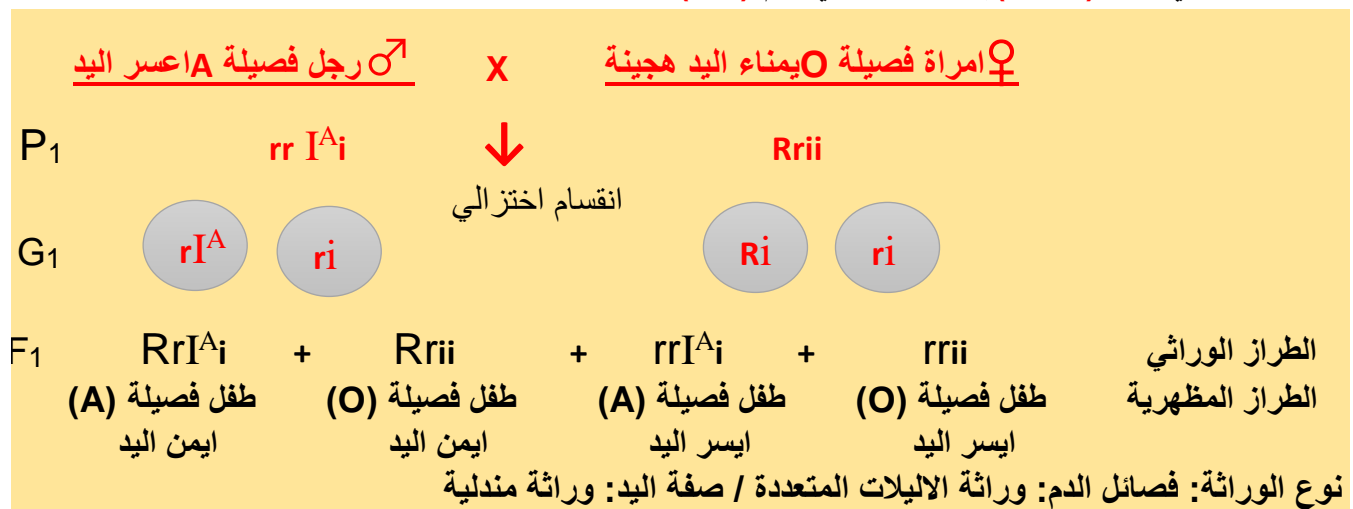 ♀امراة فصيلة Oيمناء اليد هجينة X ♂رجل فصيلة Aاعسر اليد
P₁ rr Iᴬi ↓ Rrii
انقسام اختزالي
G₁ rIᴬ ri Ri ri
F₁ RrIᴬi + Rrii + rrIᴬi + rrii الطراز الوراثي
الطراز المظهرية طفل فصيلة (O) طفل فصيلة (A) طفل فصيلة (O) طفل فصيلة (A)
ايسر اليد ايسر اليد ايمن اليد ايمن اليد
نوع الوراثة: فصائل الدم: وراثة الاليلات المتعددة / صفة اليد: وراثة مندلية